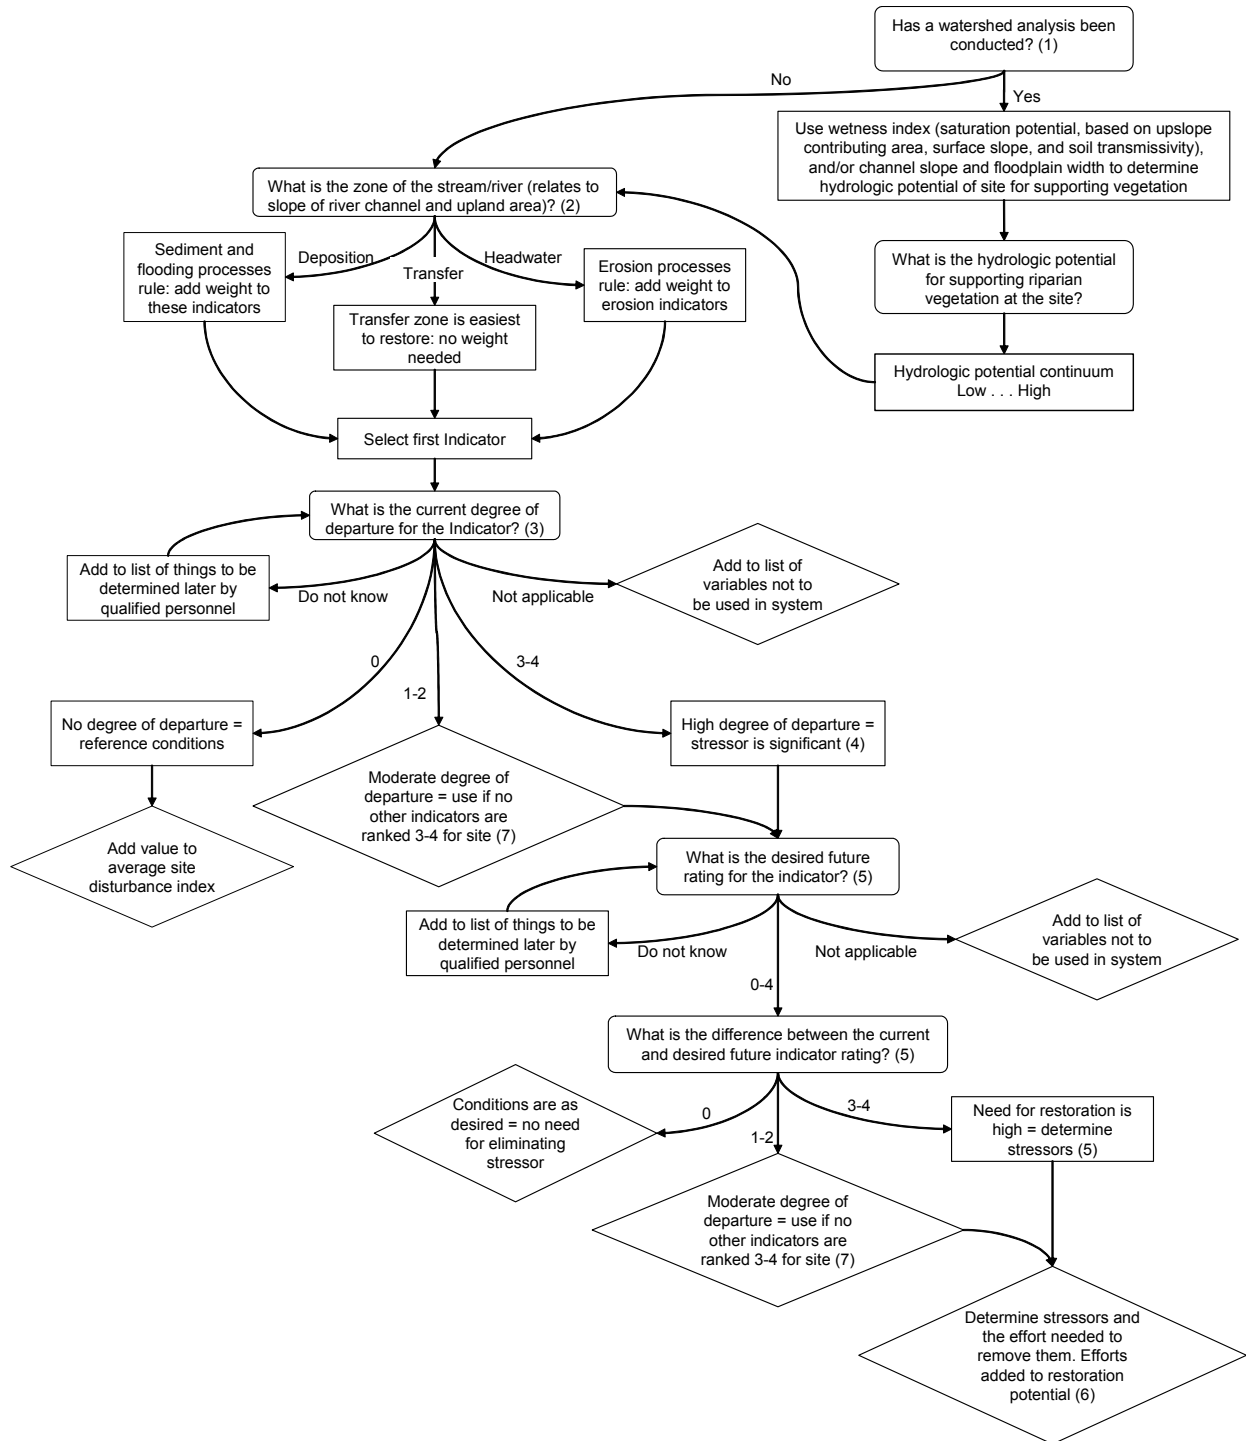 Has a watershed analysis been
conducted? (1)
No
Yes
Use wetness index (saturation potential, based on upslope
contributing area, surface slope, and soil transmissivity),
and/or channel slope and floodplain width to determine
hydrologic potential of site for supporting vegetation
What is the zone of the stream/river (relates to
slope of river channel and upland area)? (2)
What is the hydrologic potential
for supporting riparian
vegetation at the site?
Hydrologic potential continuum
Low . . . High
Deposition
Transfer
Headwater
Sediment and
flooding processes
rule: add weight to
these indicators
Transfer zone is easiest
to restore: no weight
needed
Erosion processes
rule: add weight to
erosion indicators
Select first Indicator
What is the current degree of
departure for the Indicator? (3)
Add to list of things to be
determined later by
qualified personnel
Do not know
Not applicable
Add to list of
variables not to
be used in system
0
1-2
3-4
No degree of departure =
reference conditions
Add value to
average site
disturbance index
Moderate degree of
departure = use if no
other indicators are
ranked 3-4 for site (7)
High degree of departure =
stressor is significant (4)
What is the desired future
rating for the indicator? (5)
Add to list of things to be
determined later by
qualified personnel
Do not know
Not applicable
Add to list of
variables not to
be used in system
0-4
What is the difference between the current
and desired future indicator rating? (5)
0
1-2
3-4
Conditions are as
desired = no need
for eliminating
stressor
Moderate degree of
departure = use if no
other indicators are
ranked 3-4 for site (7)
Need for restoration is
high = determine
stressors (5)
Determine stressors and
the effort needed to
remove them. Efforts
added to restoration
potential (6)